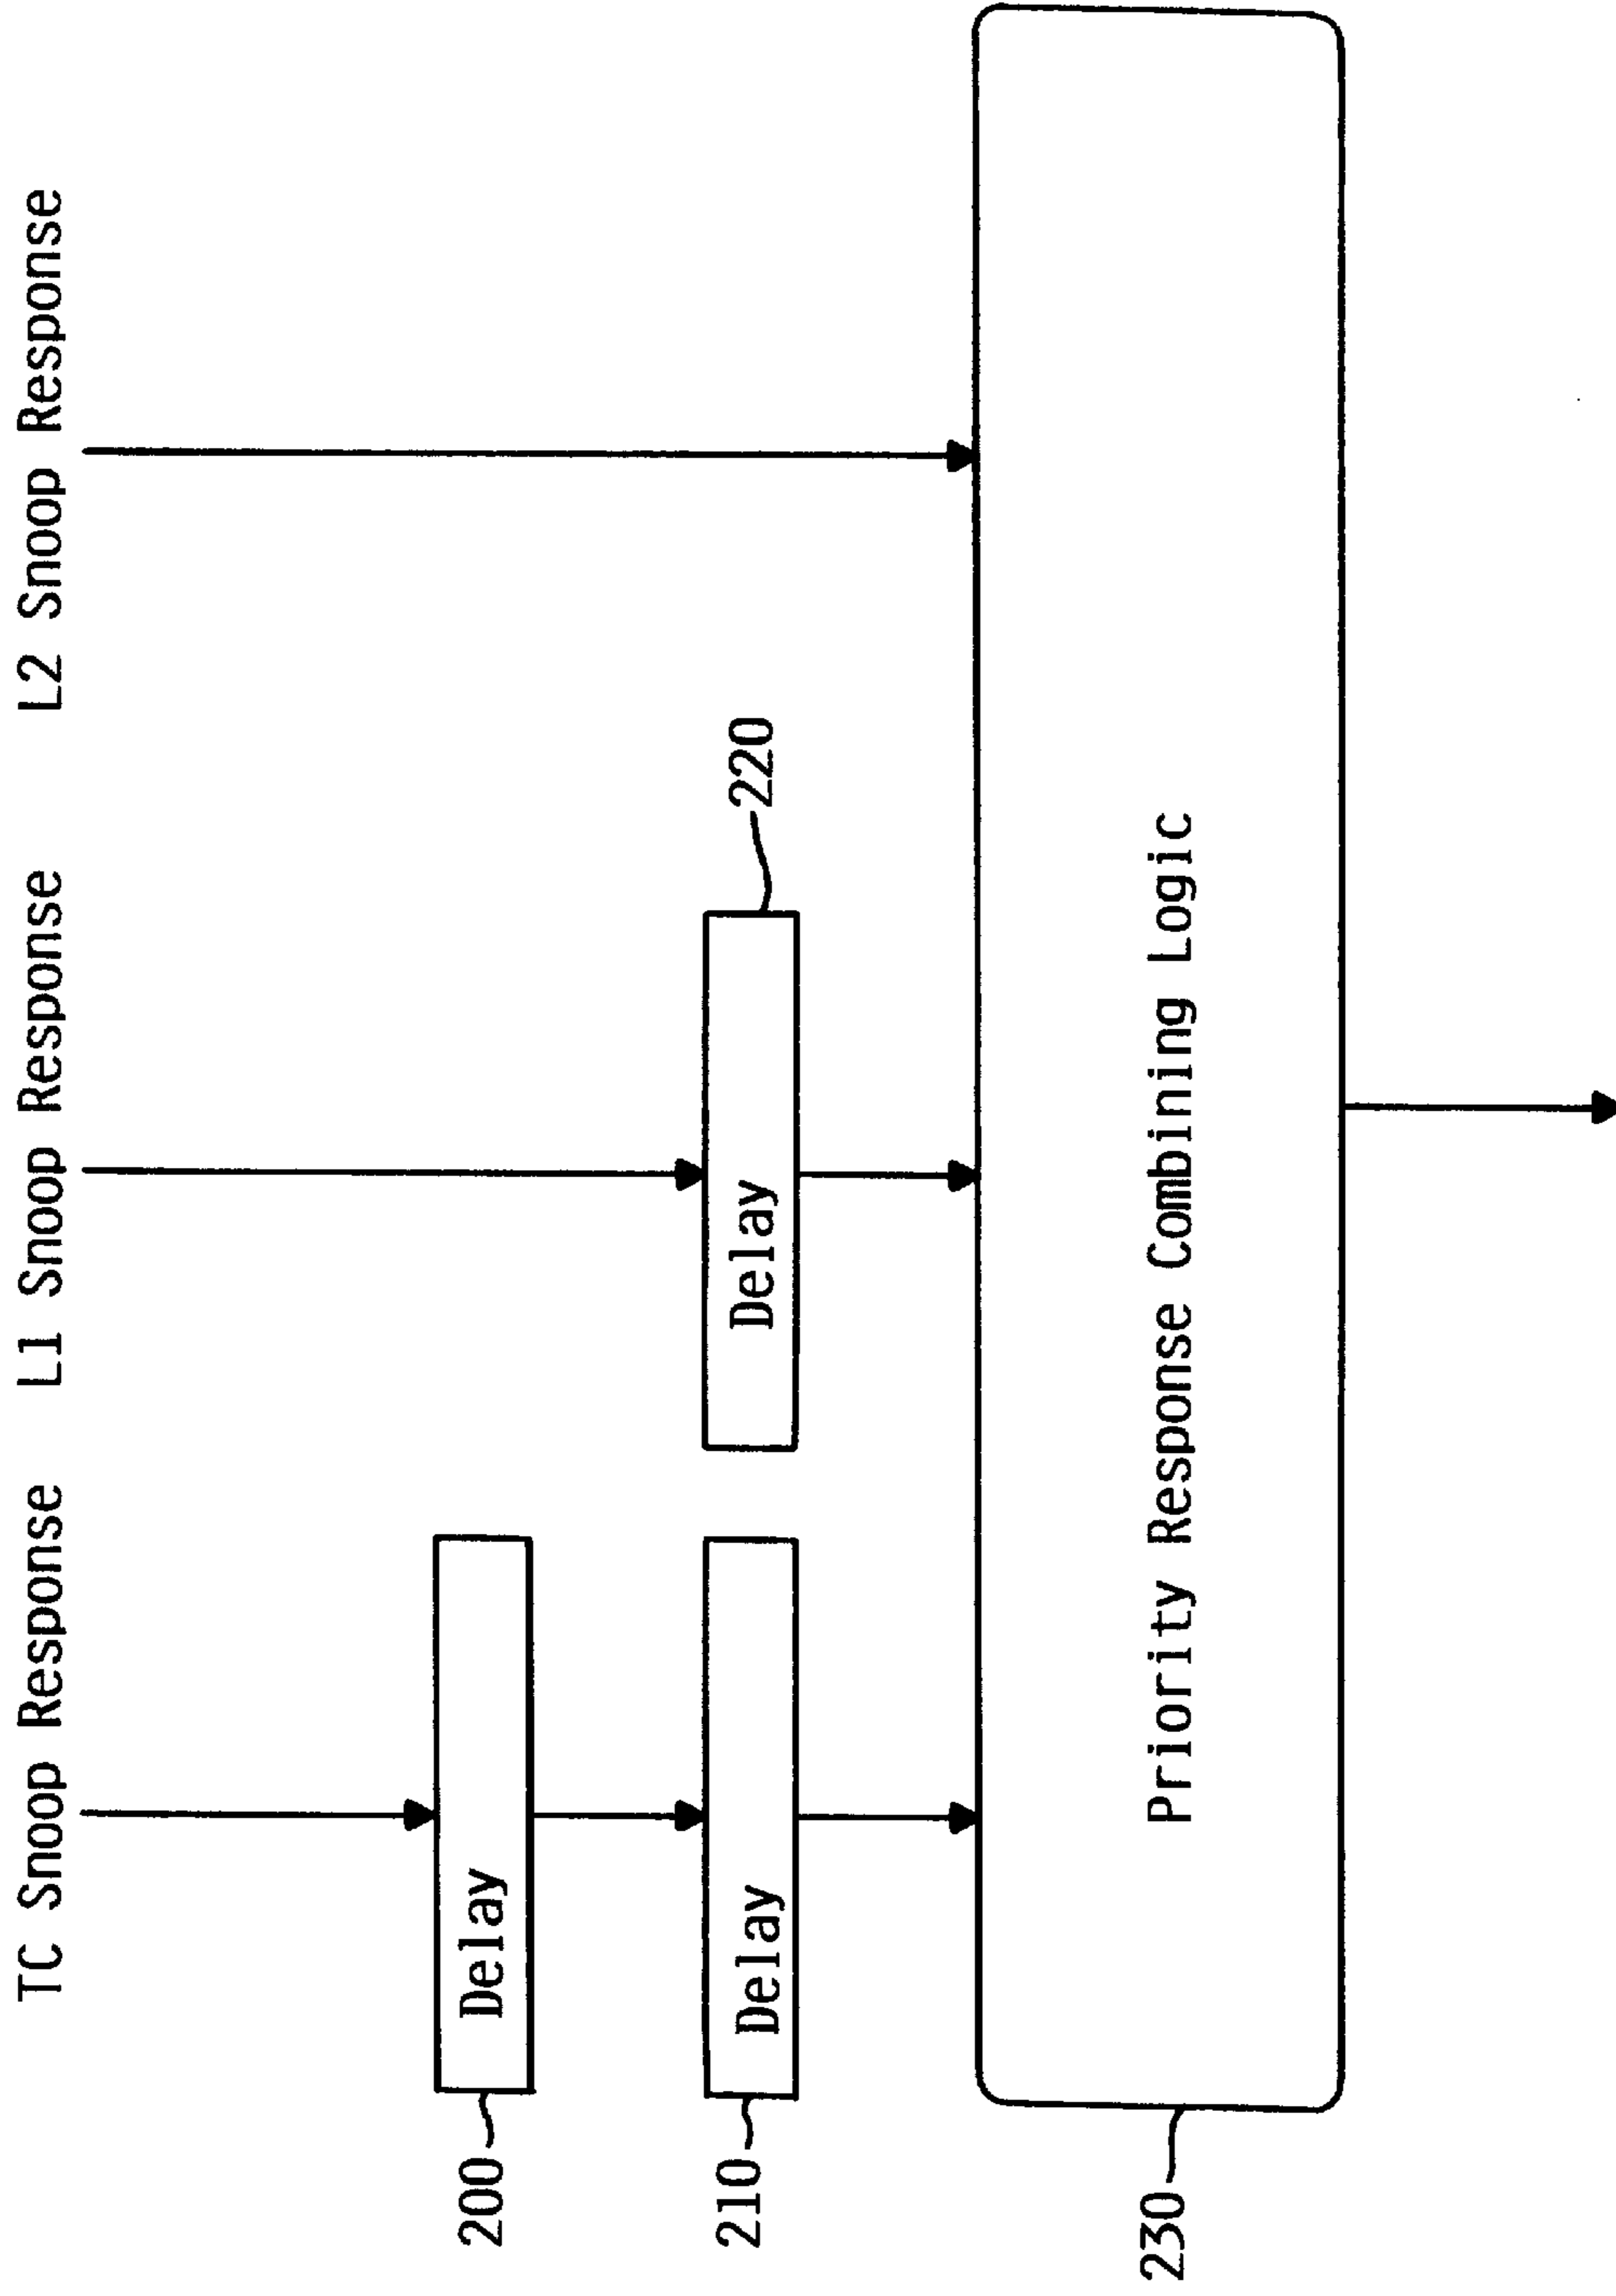 TC Snoop Response
L1 Snoop Response
L2 Snoop Response
200
Delay
210
Delay
Delay
220
230
Priority Response Combining Logic